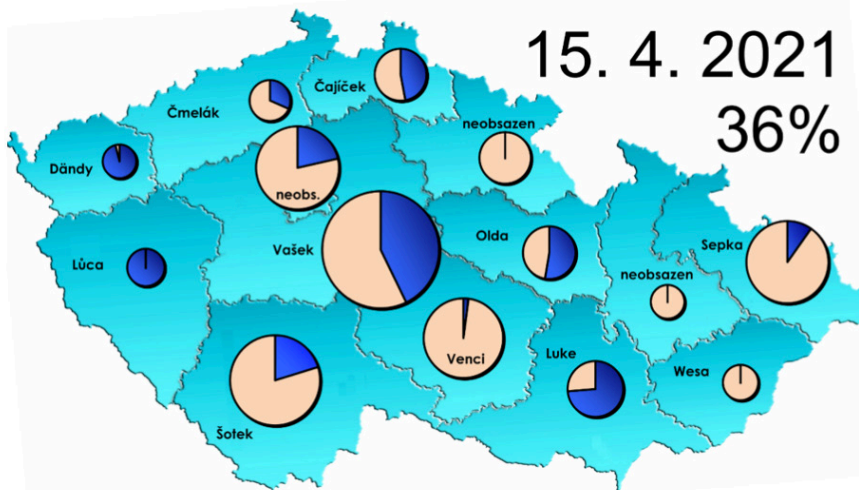 15. 4. 2021
36%
Čajíček
Čmelák
neobsazen
Dändy
neobs.
Olda
Vašek
Sepka
Lůca
neobsazen
Venci
Luke
Wesa
Šotek